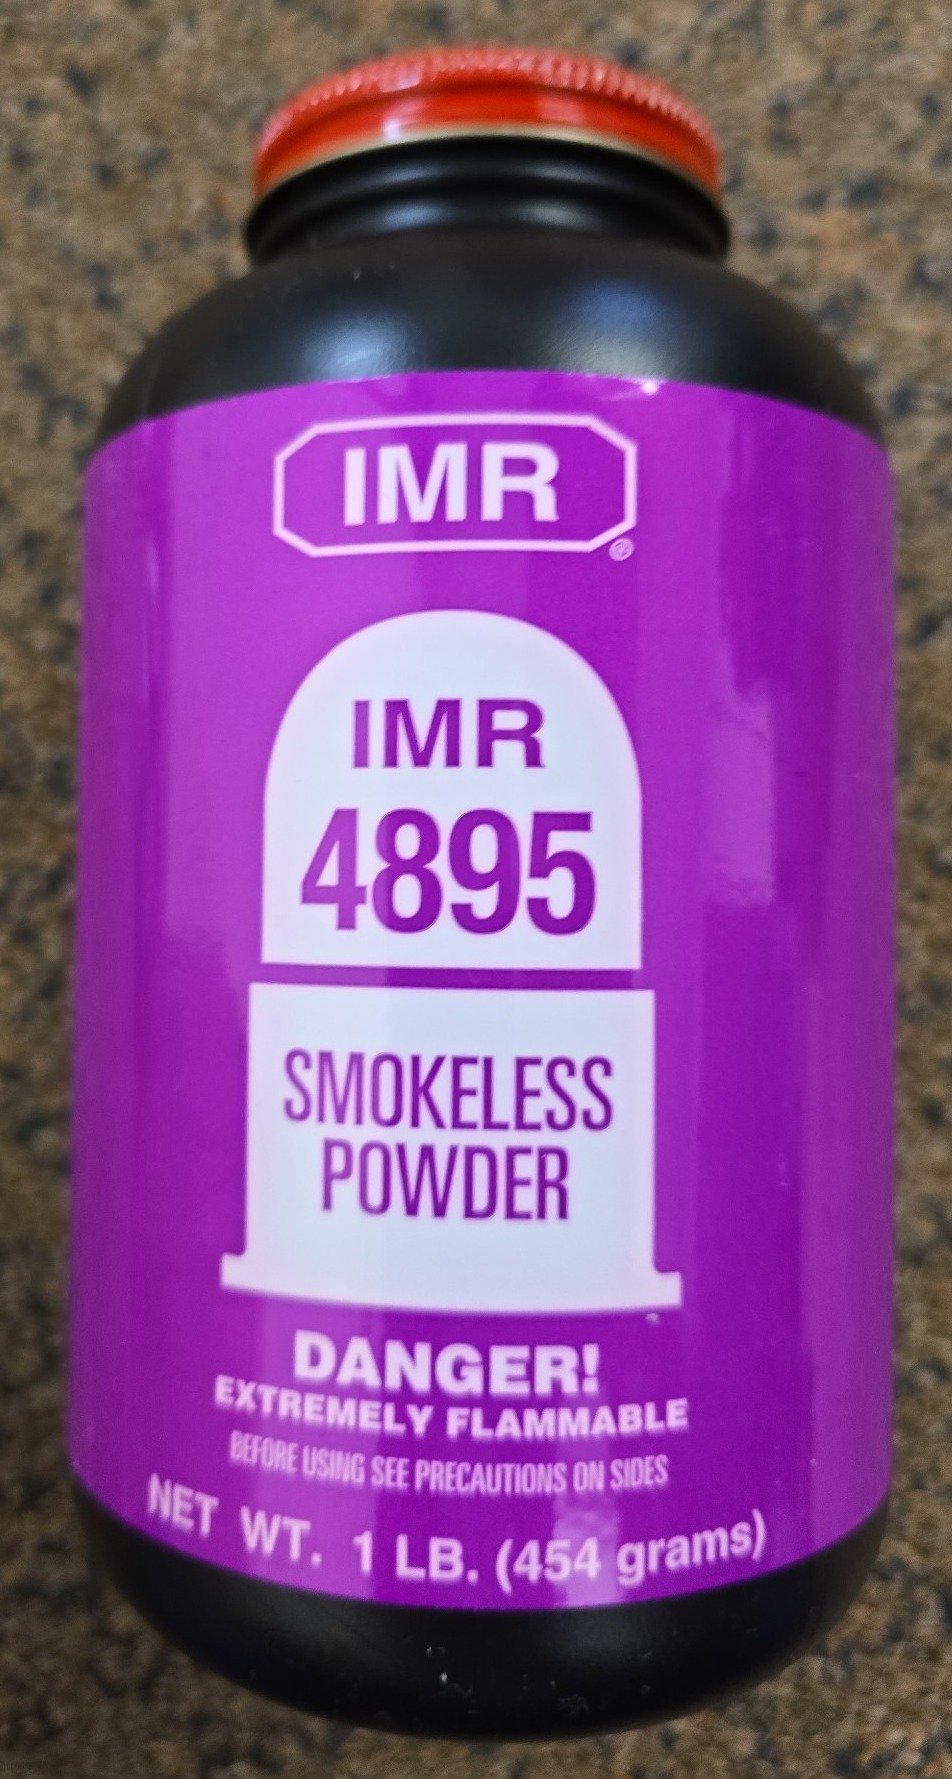 IMR
®
IMR
4895
SMOKELESS
POWDER
DANGER!
EXTREMELY FLAMMABLE
BEFORE USING SEE PRECAUTIONS ON SIDES
NET WT. 1 LB. (454 grams)